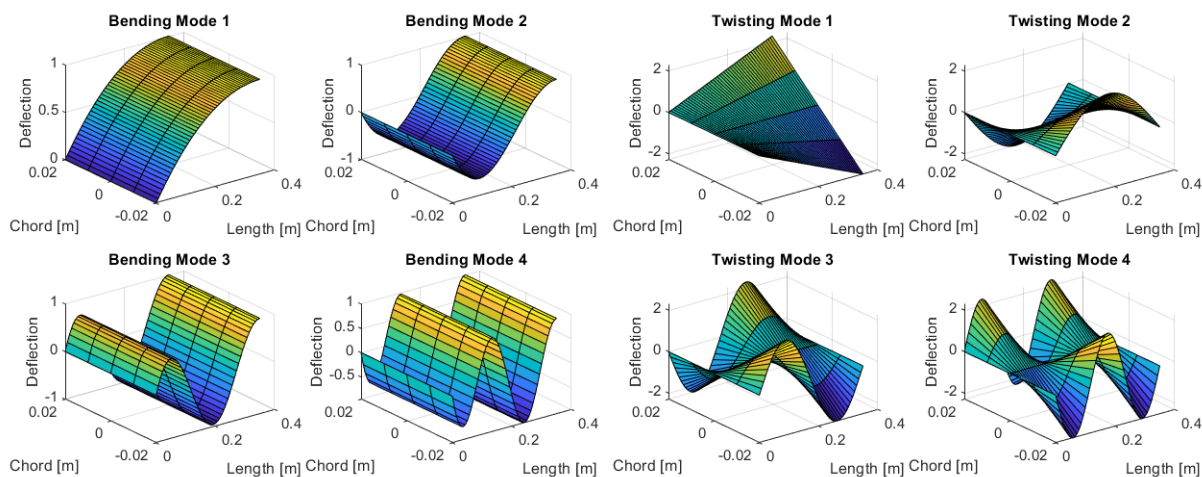 Bending Mode 1
1
0.5
0
0.02
0
-0.02
0
0.2
0.4
Deflection
Chord [m]
Length [m]
Bending Mode 2
1
0
-1
0.02
0
-0.02
0
0.2
0.4
Deflection
Chord [m]
Length [m]
Twisting Mode 1
2
0
-2
0.02
0
-0.02
0
0.2
0.4
Deflection
Chord [m]
Length [m]
Twisting Mode 2
2
0
-2
0.02
0
-0.02
0
0.2
0.4
Deflection
Chord [m]
Length [m]
Bending Mode 3
1
0
-1
0.02
0
-0.02
0
0.2
0.4
Deflection
Chord [m]
Length [m]
Bending Mode 4
1
0.5
0
-0.5
0.02
0
-0.02
0
0.2
0.4
Deflection
Chord [m]
Length [m]
Twisting Mode 3
2
0
-2
0.02
0
-0.02
0
0.2
0.4
Deflection
Chord [m]
Length [m]
Twisting Mode 4
2
0
-2
0.02
0
-0.02
0
0.2
0.4
Deflection
Chord [m]
Length [m]